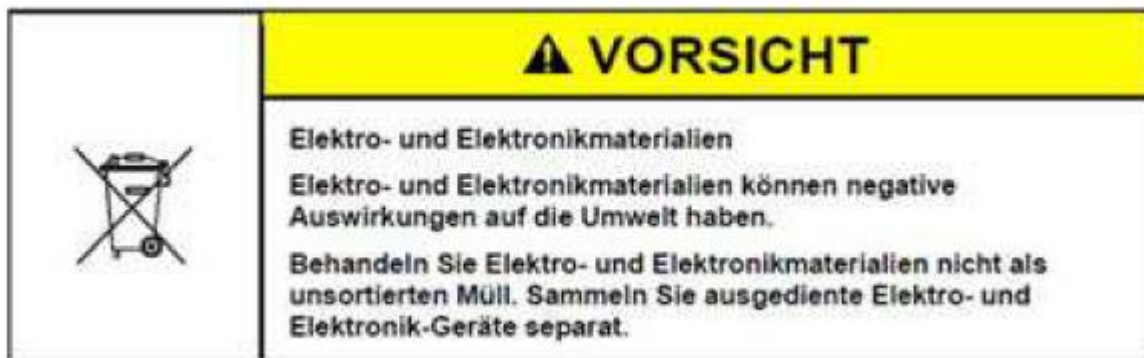 VORSICHT
Elektro- und Elektronikmaterialien
Elektro- und Elektronikmaterialien können negative
Auswirkungen auf die Umwelt haben.
Behandeln Sie Elektro- und Elektronikmaterialien nicht als
unsortierten Müll. Sammeln Sie ausgediente Elektro- und
Elektronik-Geräte separat.